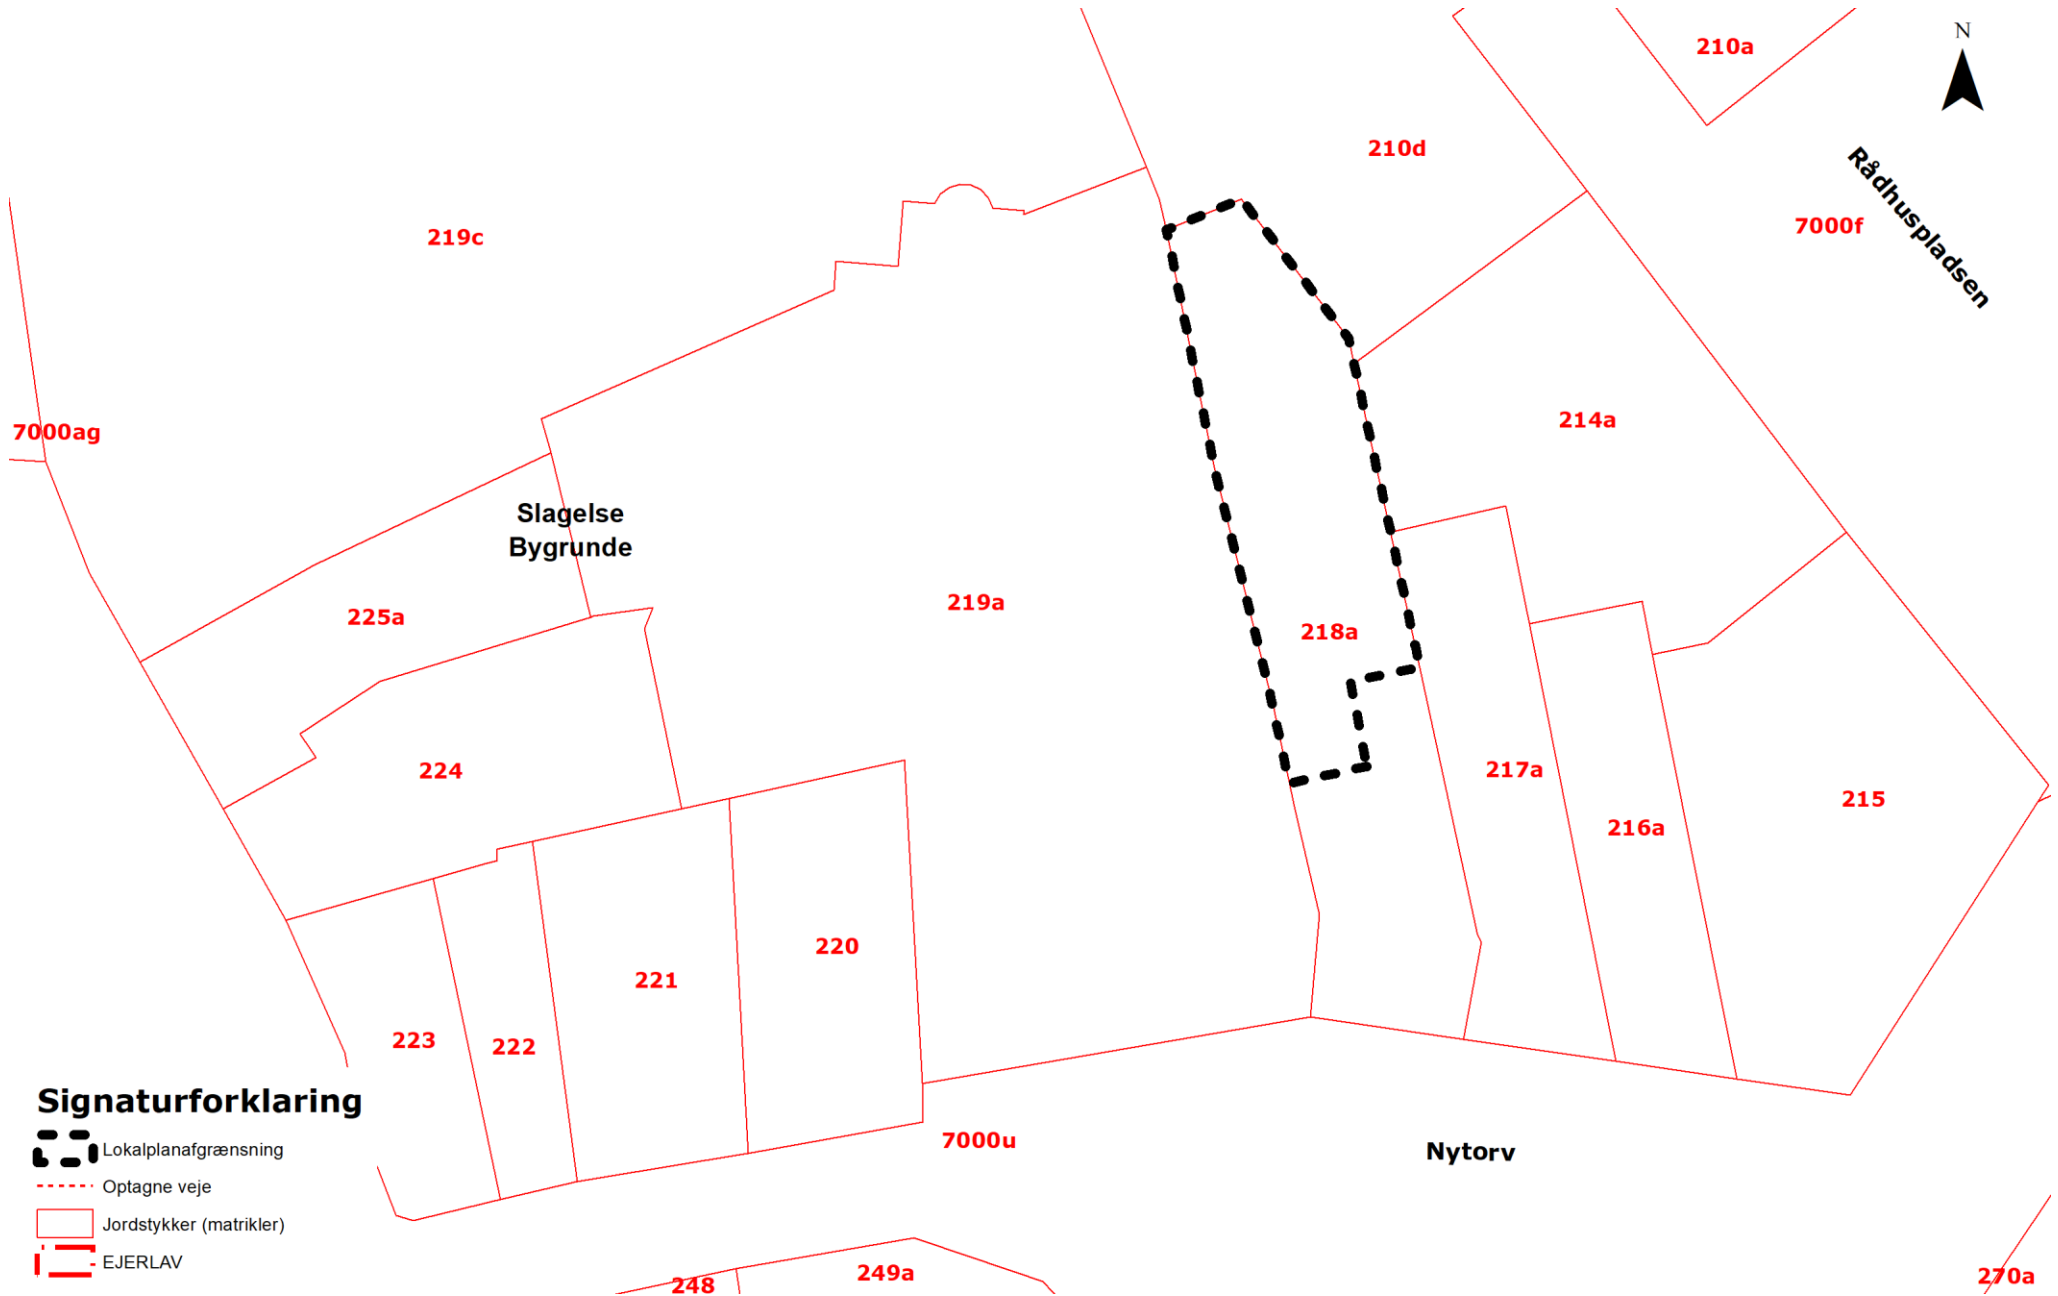 N
210a
210d
Rådhuspladsen
7000f
219c
7000ag
214a
Slagelse
Bygrunde
219a
225a
218a
224
217a
215
216a
220
221
223
222
7000u
Nytorv
Signaturforklaring
Lokalplanafgrænsning
Optagne veje
Jordstykker (matrikler)
EJERLAV
249a
248
270a